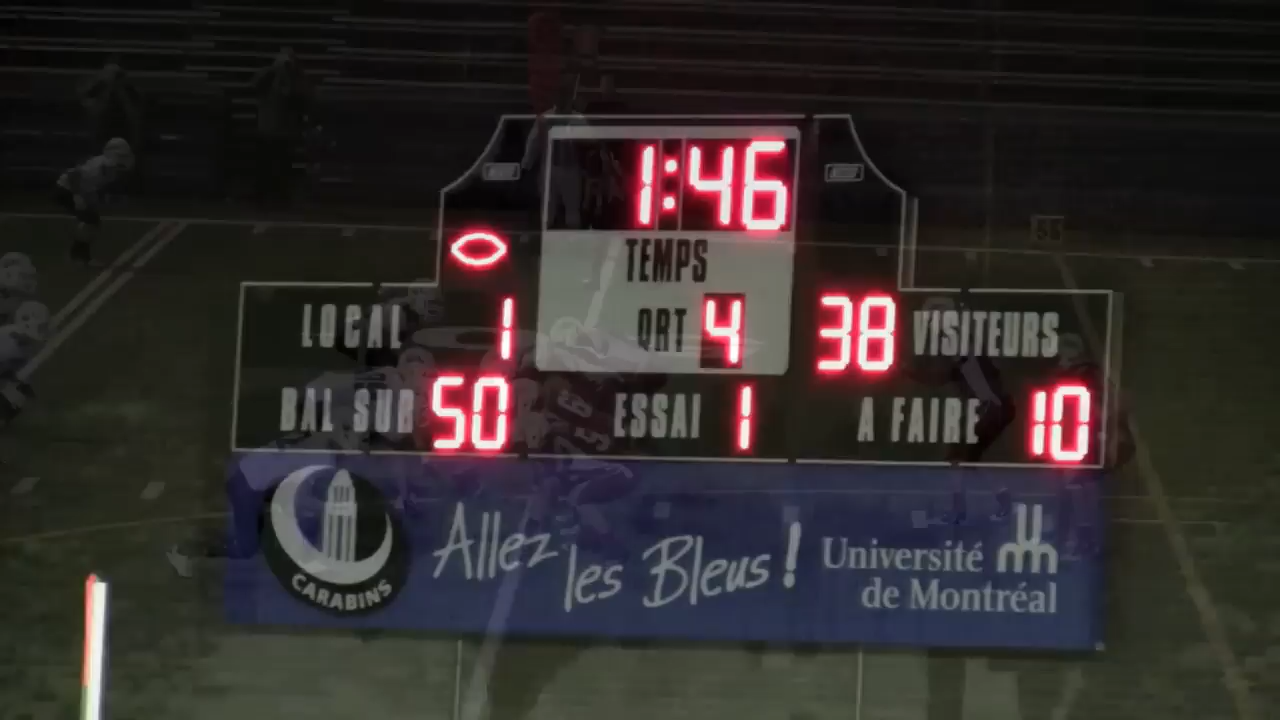 1:46
TEMPS
LOCAL 1 QRT 4 38 VISITEURS
BAL SUR 50 ESSAI 1 A FAIRE 10
CARABINS
Allez les Bleus!
Université
de Montréal